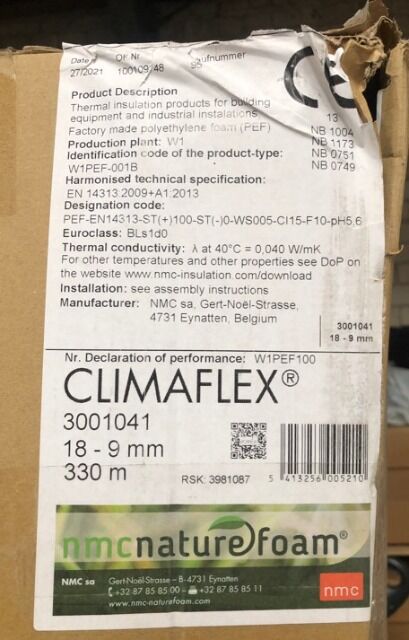 Date OF Nr. aufnummer
27/2021 100109148
Product Description
Thermal insulation products for building
equipment and industrial instalations 13
Factory made polyethylene foam (PEF) NB 1004
Production plant: W1 NB 1173
Identification code of the product-type: NB 0751
W1PEF-001B NB 0749
Harmonised technical specification:
EN 14313:2009+A1:2013
Designation code:
PEF-EN14313-ST(+)100-ST(-)0-WS005-CI15-F10-pH5,6
Euroclass: BLs1d0
Thermal conductivity: λ at 40°C = 0,040 W/mK
For other temperatures and other properties see DoP on
the website www.nmc-insulation.com/download
Installation: see assembly instructions
Manufacturer: NMC sa, Gert-Noël-Strasse,
4731 Eynatten, Belgium
3001041
18 - 9 mm
Nr. Declaration of performance: W1PEF100
CLIMAFLEX®
3001041
18 - 9 mm
330 m
RSK: 3981087
5 413256 005210
nmcnaturefoam®
NMC sa Gert-Noël-Strasse – B-4731 Eynatten
+32 87 85 85 00 – +32 87 85 85 11
www.nmc-naturefoam.com
nmc